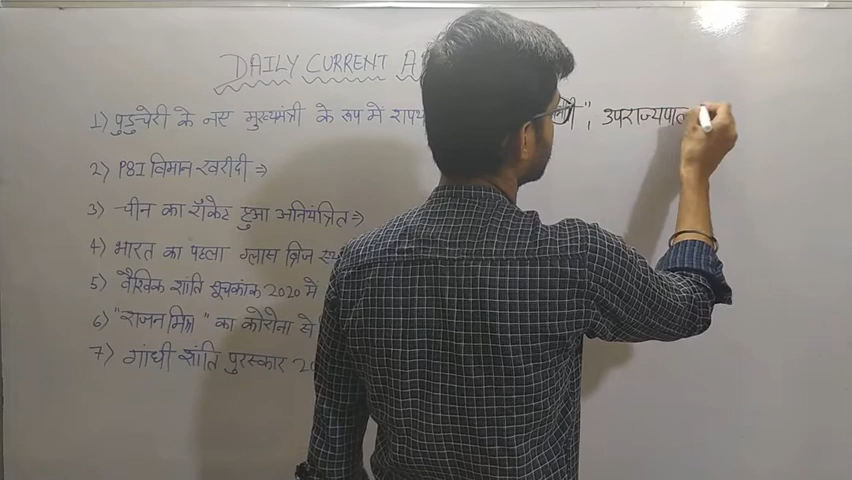 DAILY CURRENT A
1) पुडुचेरी के नए मुख्यमंत्री के रूप में शपथ उपराज्यपाल
2) P8I विमान खरीदी ⇒
3) चीन का रॉकेट हुआ अनियंत्रित ⇒
4) भारत का पहला ग्लास ब्रिज
5) वैश्विक शांति सूचकांक 2020 में
6) "राजन मिश्र" का कोरोना से
7) गांधी शांति पुरस्कार 20